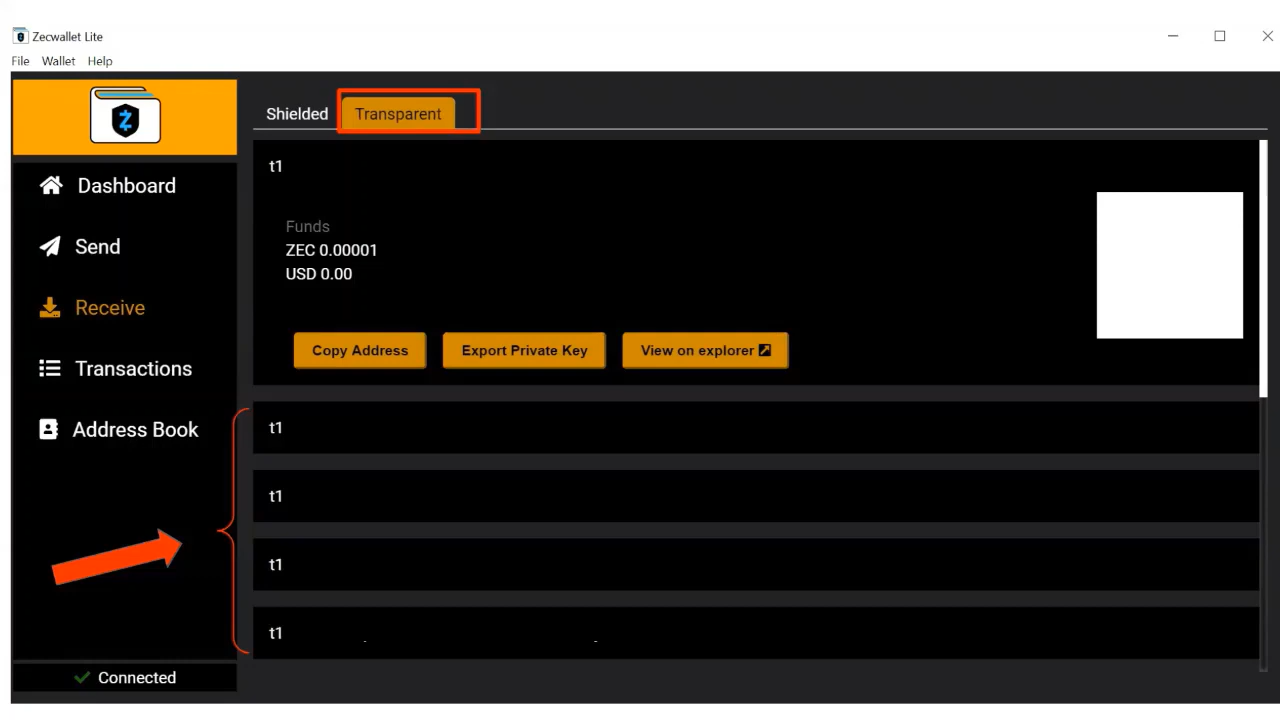 Zecwallet Lite
File Wallet Help
Shielded Transparent
Dashboard
Send
Receive
Transactions
Address Book
Connected
t1
Funds
ZEC 0.00001
USD 0.00
Copy Address Export Private Key View on explorer
t1
t1
t1
t1